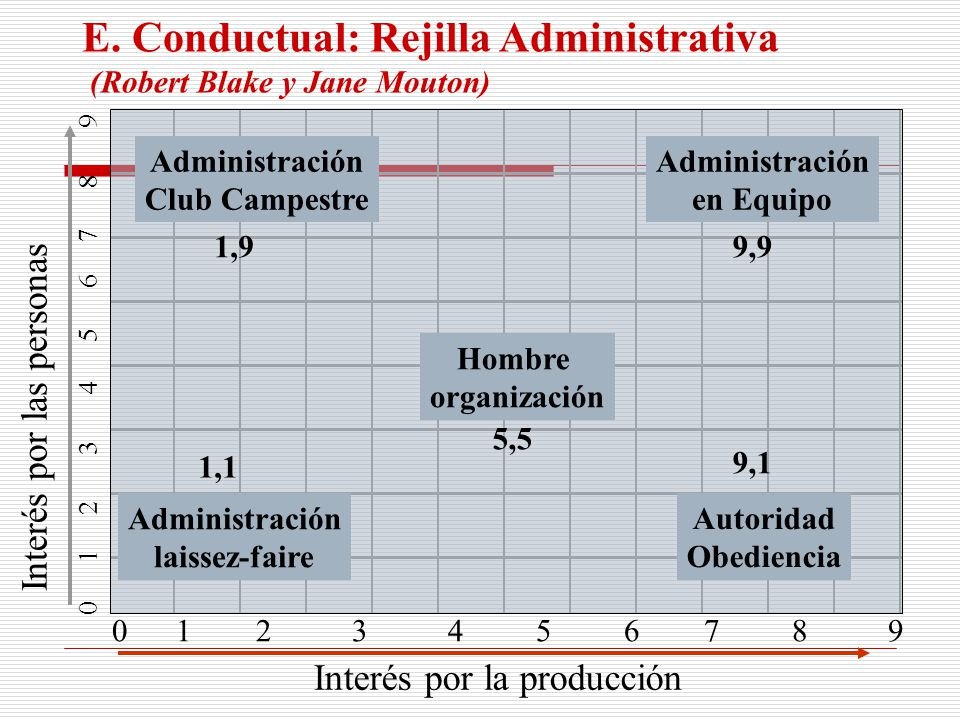 E. Conductual: Rejilla Administrativa
(Robert Blake y Jane Mouton)
Interés por las personas
0 1 2 3 4 5 6 7 8 9
Administración
Club Campestre
1,9
Administración
en Equipo
9,9
Hombre
organización
5,5
1,1
Administración
laissez-faire
9,1
Autoridad
Obediencia
0 1 2 3 4 5 6 7 8 9
Interés por la producción